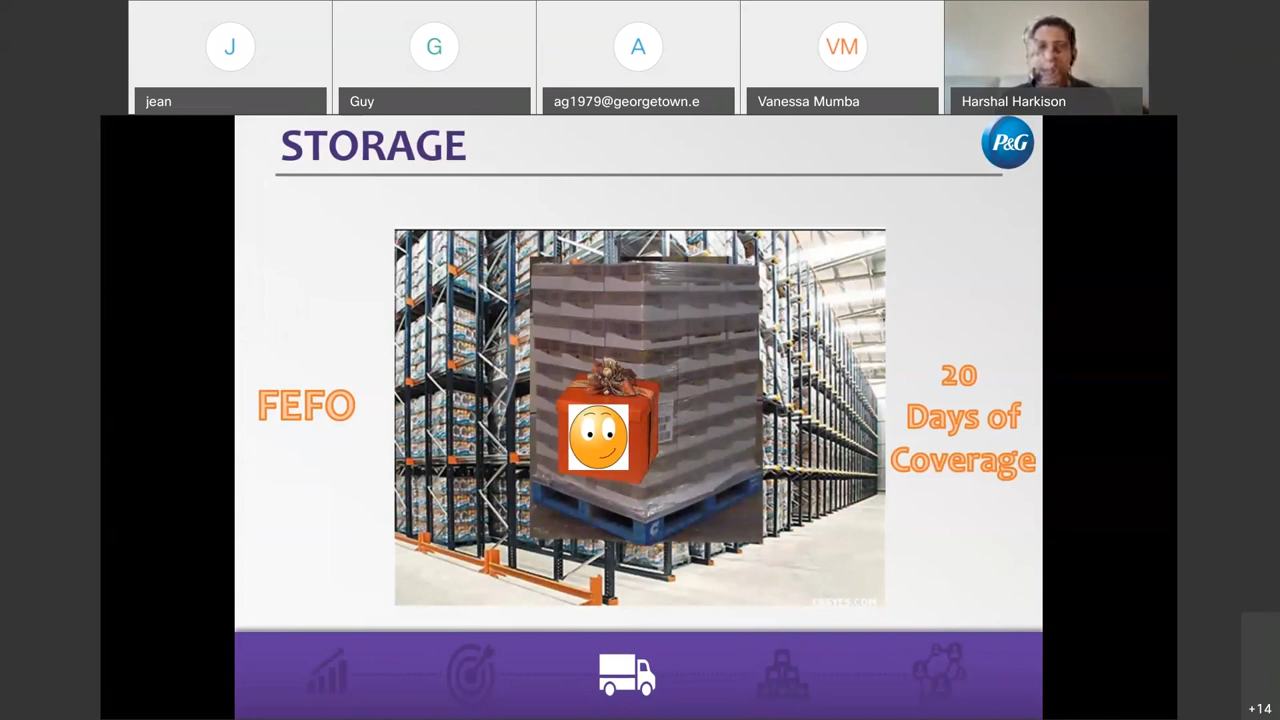 J
G
A
VM
jean
Guy
ag1979@georgetown.e
Vanessa Mumba
Harshal Harkison
STORAGE
P&G
FEFO
20
Days of
Coverage
+14